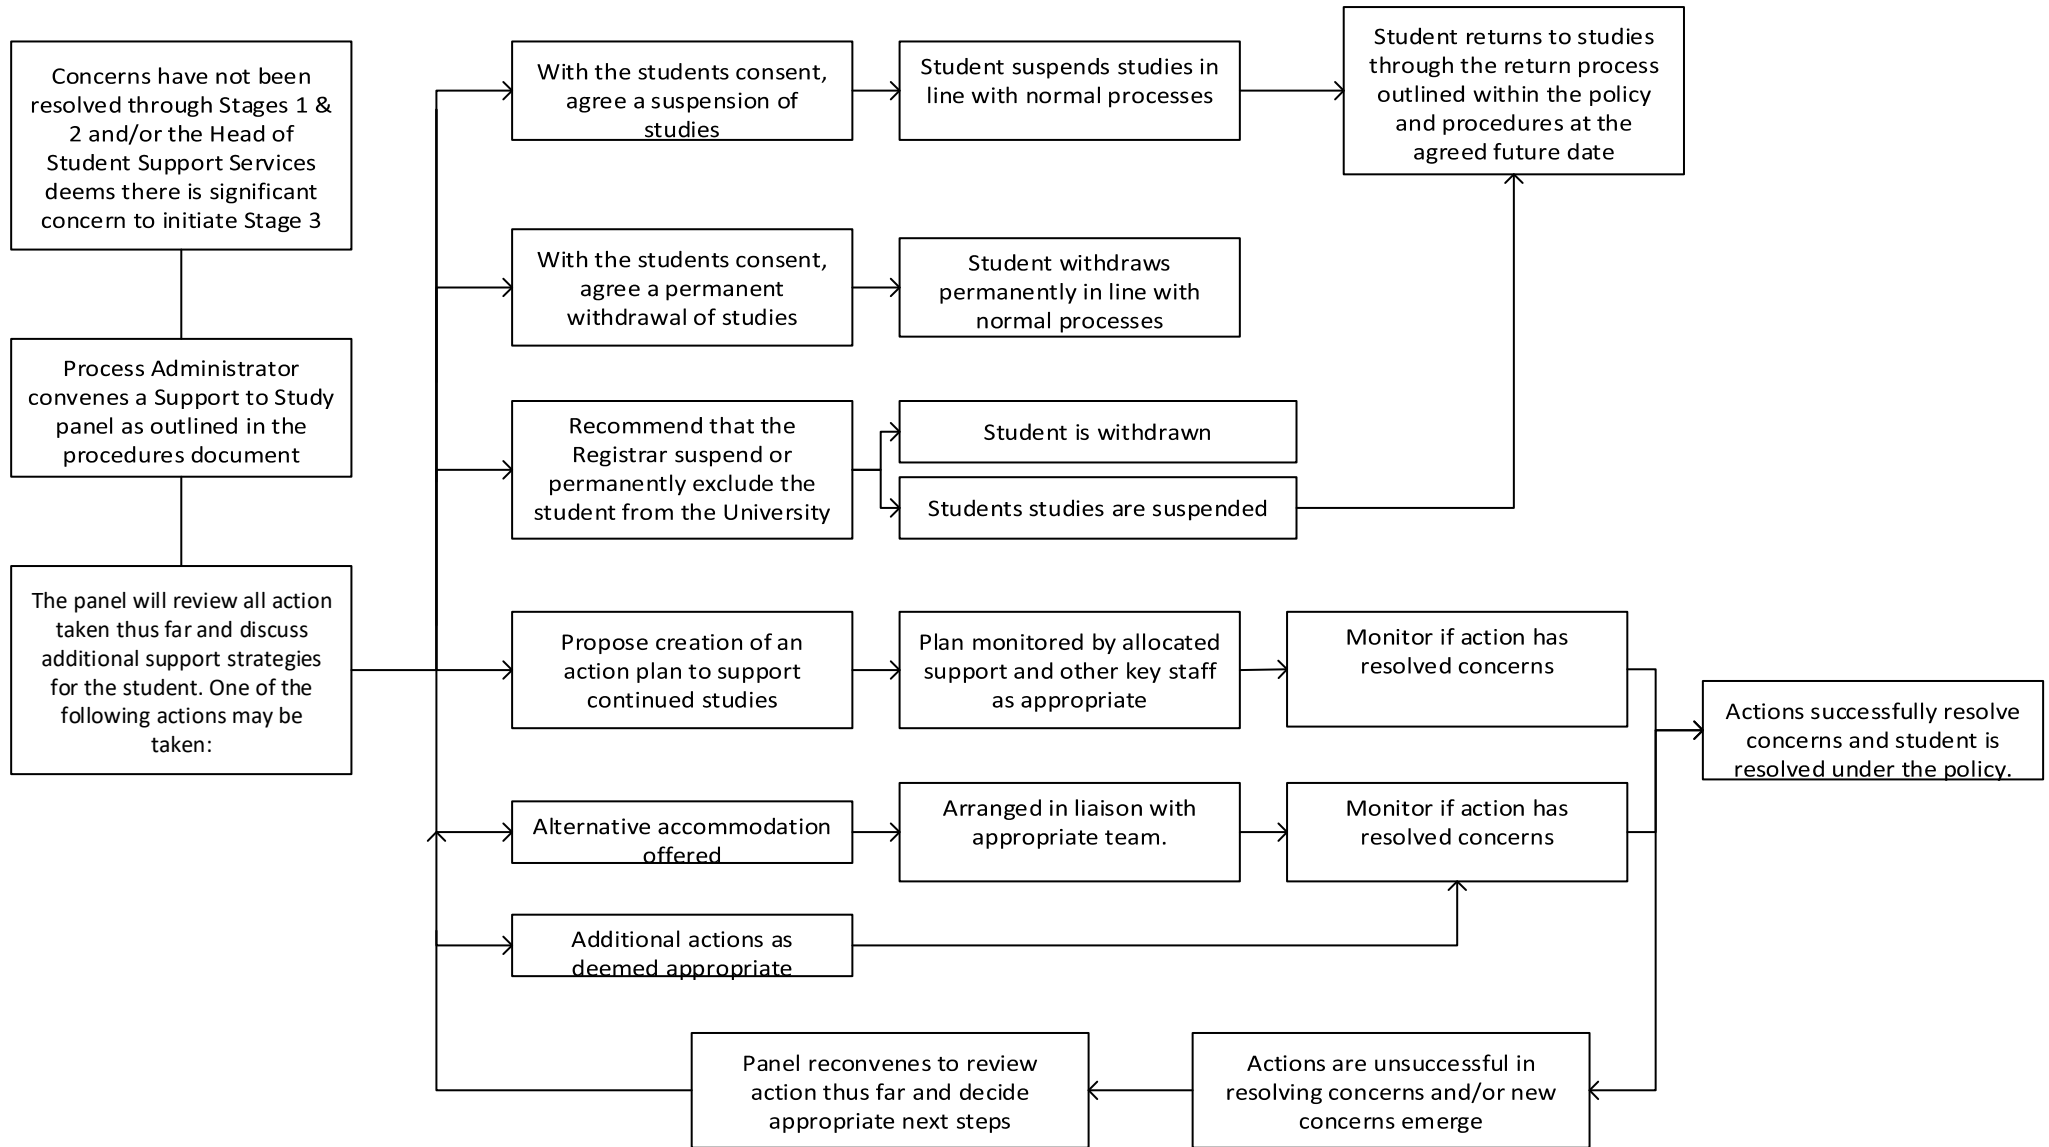 Concerns have not been
resolved through Stages 1 &
2 and/or the Head of
Student Support Services
deems there is significant
concern to initiate Stage 3
Process Administrator
convenes a Support to Study
panel as outlined in the
procedures document
The panel will review all action
taken thus far and discuss
additional support strategies
for the student. One of the
following actions may be
taken:
With the students consent,
agree a suspension of
studies
Student suspends studies in
line with normal processes
Student returns to studies
through the return process
outlined within the policy
and procedures at the
agreed future date
With the students consent,
agree a permanent
withdrawal of studies
Student withdraws
permanently in line with
normal processes
Recommend that the
Registrar suspend or
permanently exclude the
student from the University
Student is withdrawn
Students studies are suspended
Propose creation of an
action plan to support
continued studies
Plan monitored by allocated
support and other key staff
as appropriate
Monitor if action has
resolved concerns
Actions successfully resolve
concerns and student is
resolved under the policy.
Alternative accommodation
offered
Arranged in liaison with
appropriate team.
Monitor if action has
resolved concerns
Additional actions as
deemed appropriate
Panel reconvenes to review
action thus far and decide
appropriate next steps
Actions are unsuccessful in
resolving concerns and/or new
concerns emerge